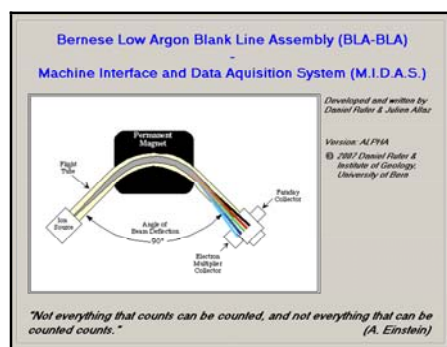 Bernese Low Argon Blank Line Assembly (BLA-BLA)
-
Machine Interface and Data Aquisition System (M.I.D.A.S.)
Developed and written by
Daniel Rufer & Julien Allaz
Version: ALPHA
© 2007 Daniel Rufer &
Institute of Geology,
University of Bern
Permanent
Magnet
Flight
Tube
Ion
Source
Angle of
Beam Deflection
90°
Faraday
Collector
Electron
Multiplier
Collector
"Not everything that counts can be counted, and not everything that can be
counted counts." (A. Einstein)